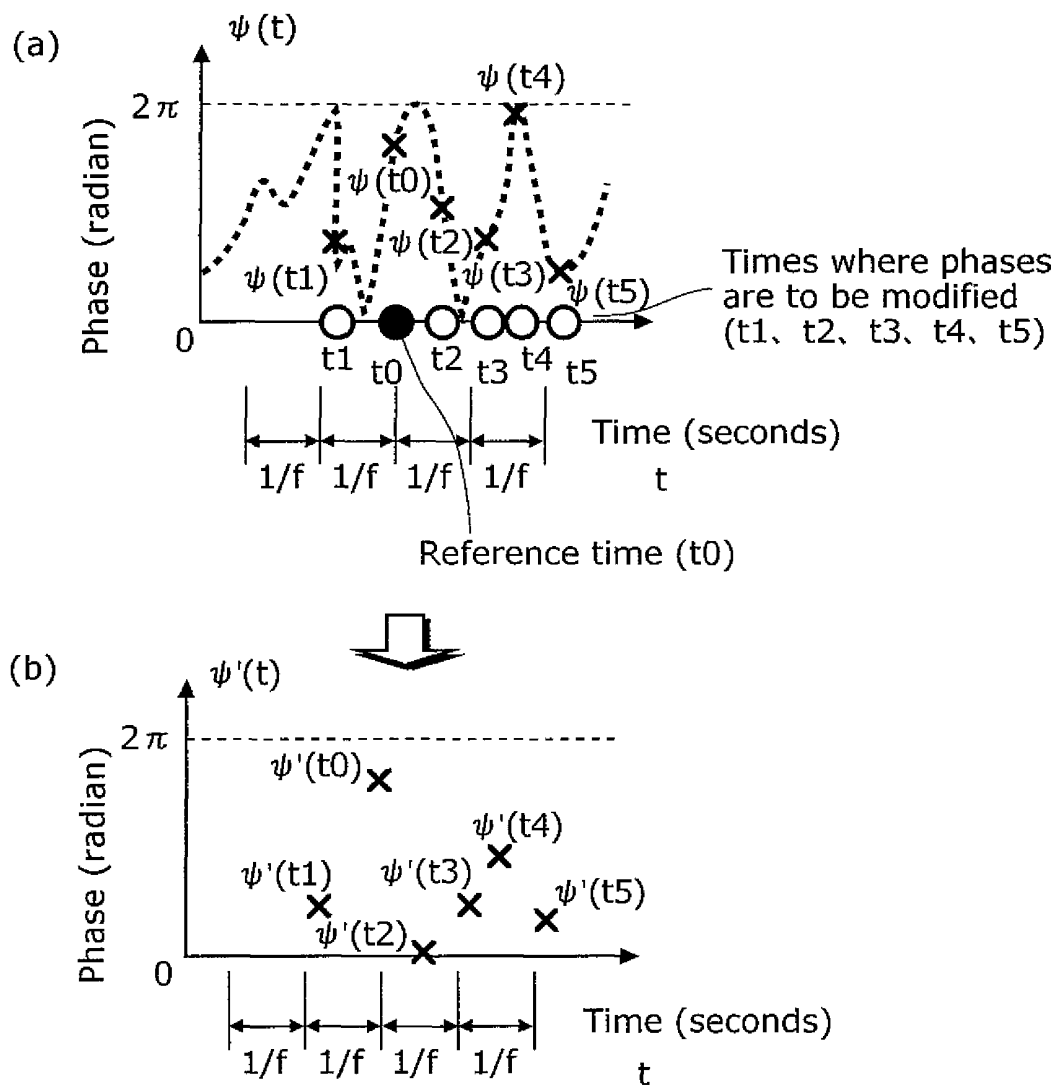 (a)
ψ(t)
2π
Phase (radian)
0
ψ(t4)
ψ(t0)
ψ(t2)
ψ(t1)
ψ(t3)
ψ(t5)
Times where phases
are to be modified
(t1、t2、t3、t4、t5)
t1 t0 t2 t3 t4 t5
Time (seconds)
t
1/f 1/f 1/f 1/f
Reference time (t0)
(b)
ψ'(t)
2π
Phase (radian)
0
ψ'(t0)
ψ'(t4)
ψ'(t1)
ψ'(t3)
ψ'(t5)
ψ'(t2)
Time (seconds)
t
1/f 1/f 1/f 1/f